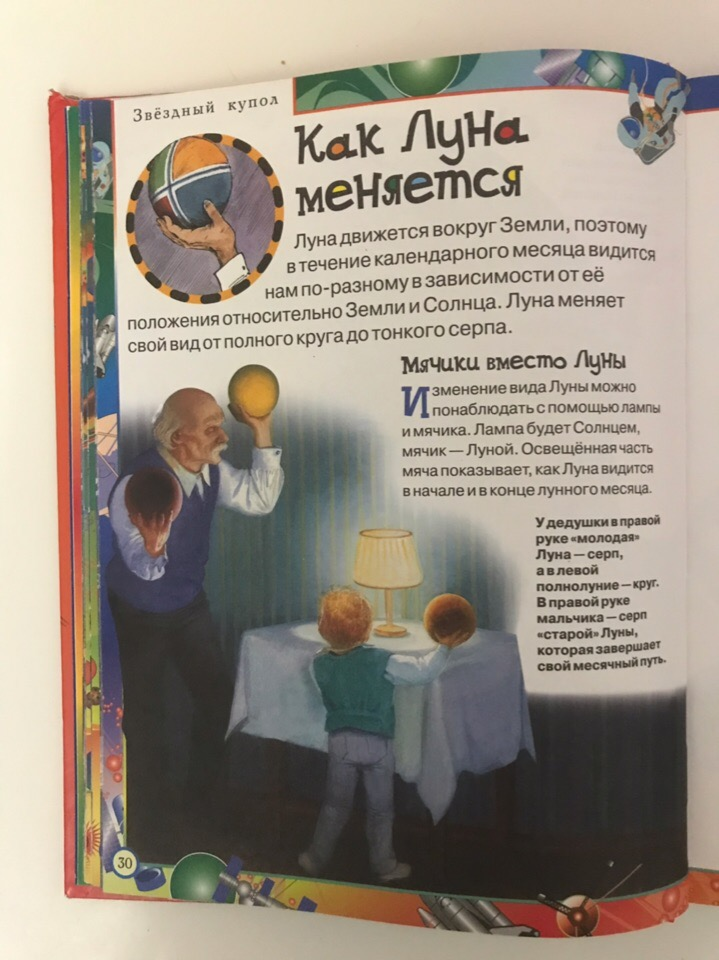 Звёздный купол
Как Луна
меняется
Луна движется вокруг Земли, поэтому
в течение календарного месяца видится
нам по-разному в зависимости от её
положения относительно Земли и Солнца. Луна меняет
свой вид от полного круга до тонкого серпа.
Мячики вместо Луны
Изменение вида Луны можно
понаблюдать с помощью лампы
и мячика. Лампа будет Солнцем,
мячик — Луной. Освещённая часть
мяча показывает, как Луна видится
в начале и в конце лунного месяца.
У дедушки в правой
руке «молодая»
Луна — серп,
а в левой
полнолуние — круг.
В правой руке
мальчика — серп
«старой» Луны,
которая завершает
свой месячный путь.
30